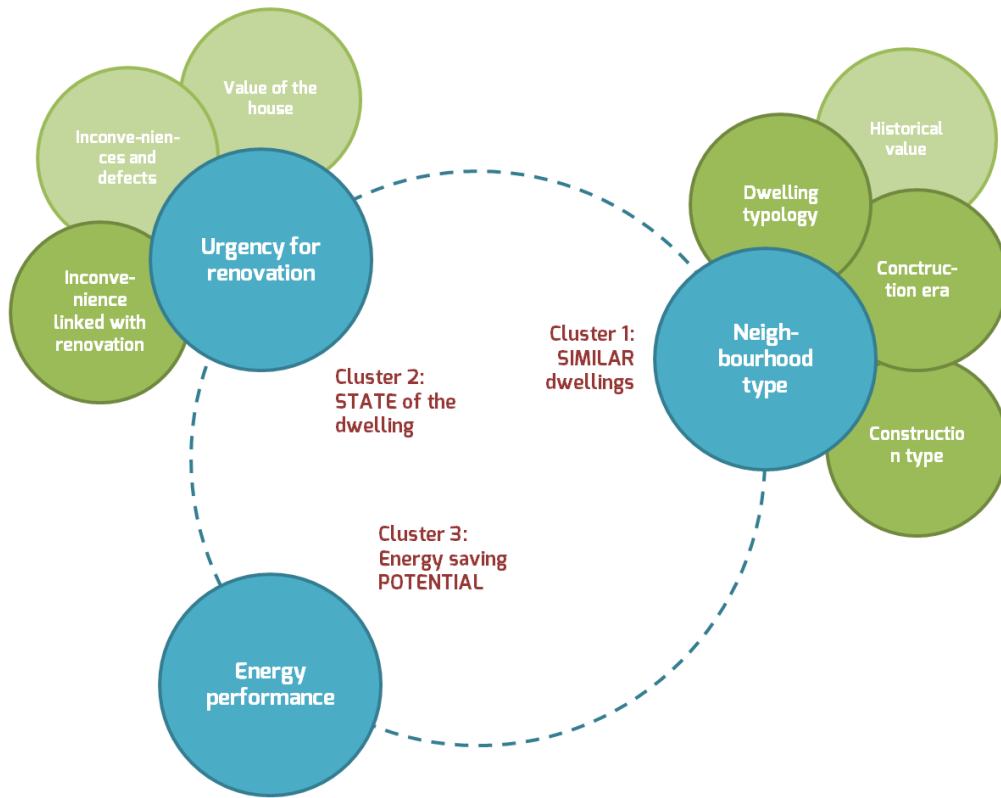 Value of the
house
Inconve-nien-
ces and
defects
Urgency for
renovation
Inconve-
nience
linked with
renovation
Historical
value
Dwelling
typology
Conctruc-
tion era
Neigh-
bourhood
type
Constructio
n type
Cluster 1:
SIMILAR
dwellings
Cluster 2:
STATE of the
dwelling
Cluster 3:
Energy saving
POTENTIAL
Energy
performance